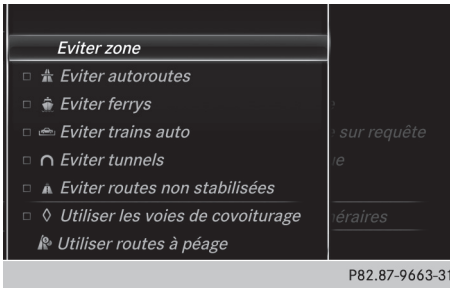 Eviter zone
Eviter autoroutes
Eviter ferrys
Eviter trains auto
sur requête
Eviter tunnels
Eviter routes non stabilisées
Utiliser les voies de covoiturage
éraires
Utiliser routes à péage
P82.87-9663-31